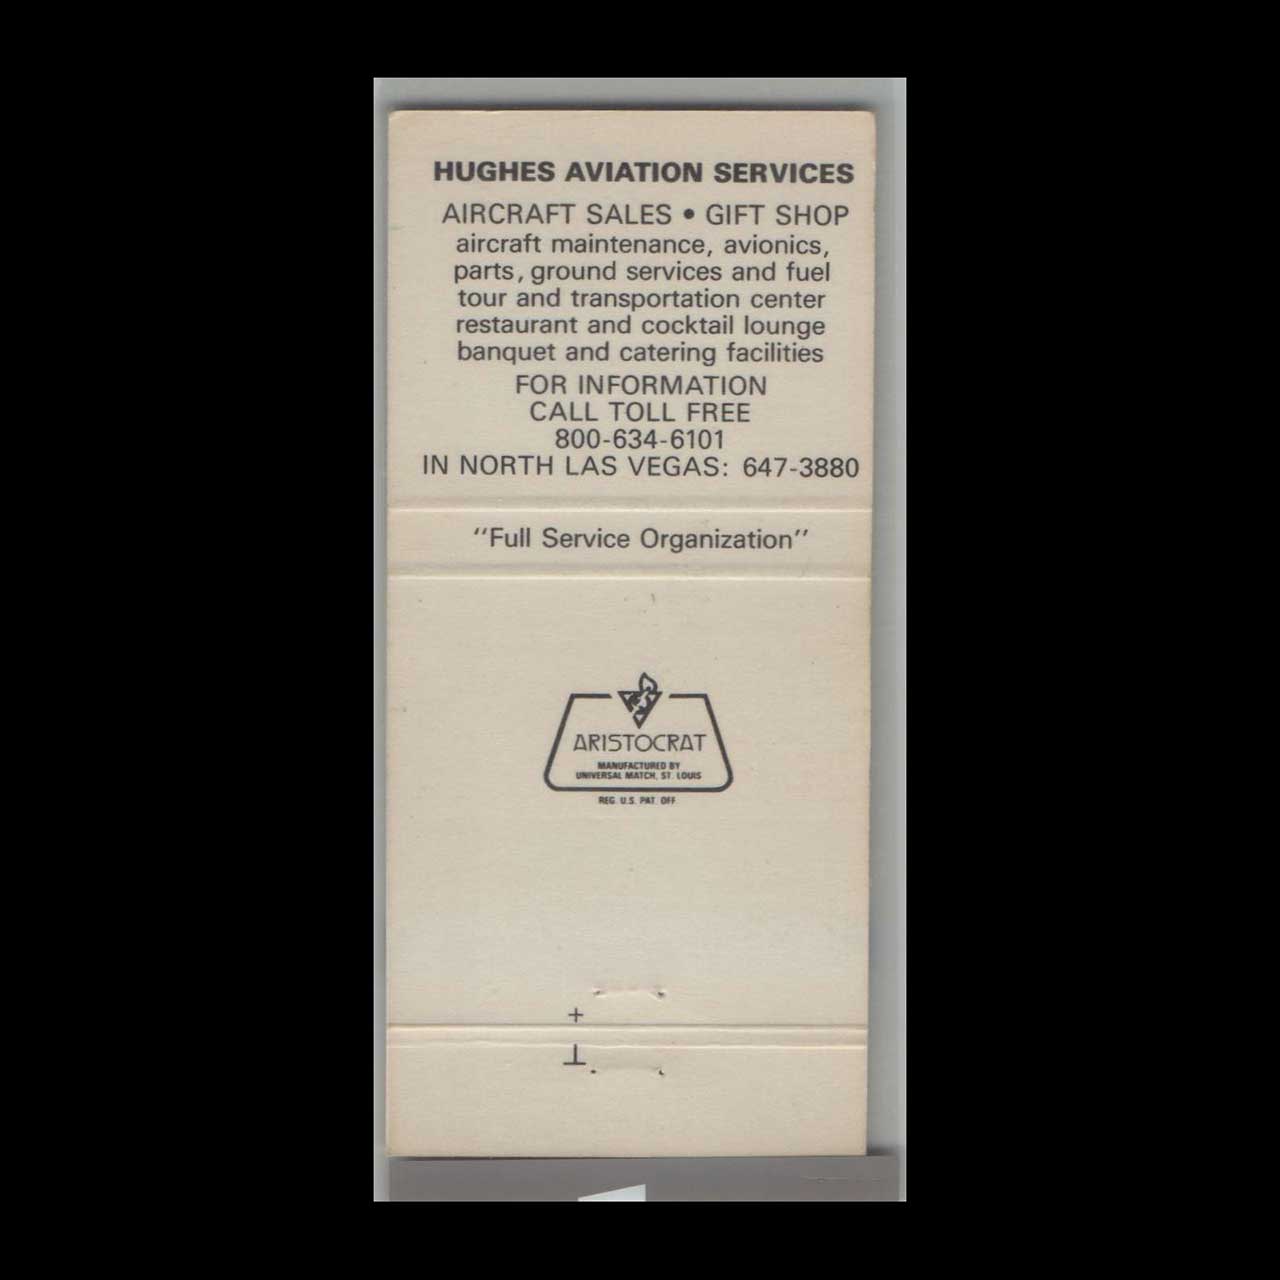 HUGHES AVIATION SERVICES
AIRCRAFT SALES • GIFT SHOP
aircraft maintenance, avionics,
parts, ground services and fuel
tour and transportation center
restaurant and cocktail lounge
banquet and catering facilities
FOR INFORMATION
CALL TOLL FREE
800-634-6101
IN NORTH LAS VEGAS: 647-3880
"Full Service Organization"
ARISTOCRAT
MANUFACTURED BY
UNIVERSAL MATCH, ST. LOUIS
REG. U.S. PAT. OFF.